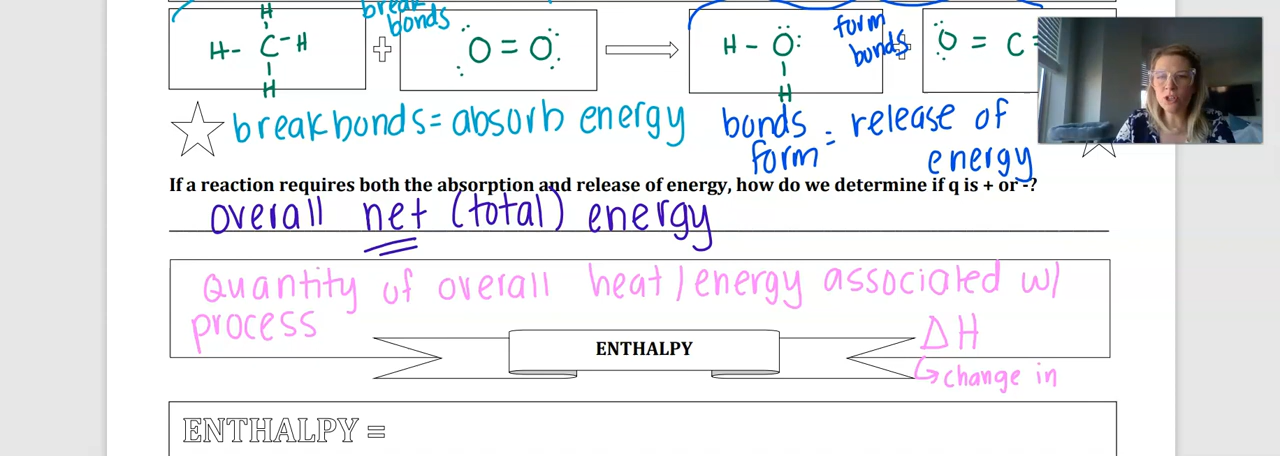 break bonds
form bonds
H
H- C -H
H
+
O = O
H - O
H
+
O = C =
break bonds = absorb energy
bonds form = release of energy
If a reaction requires both the absorption and release of energy, how do we determine if q is + or -?
overall net (total) energy
Quantity of overall heat / energy associated w/
process
Δ H
ENTHALPY
↳ change in
ENTHALPY =